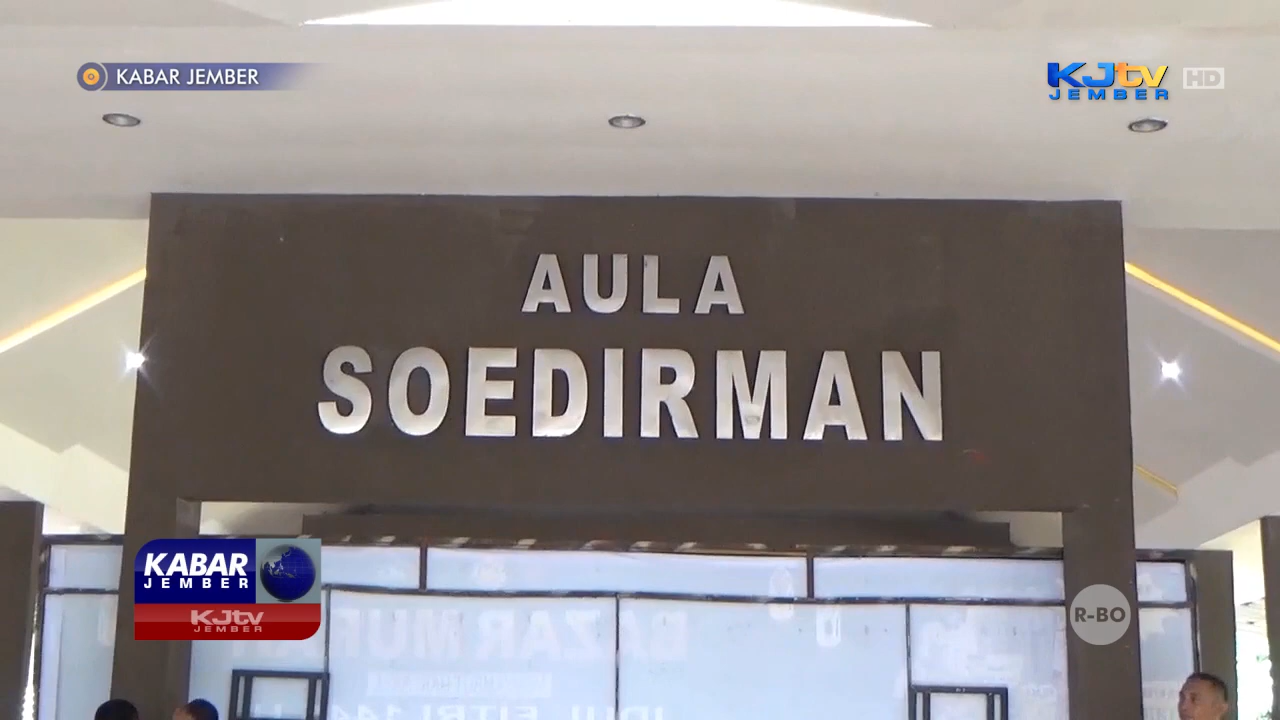 KABAR JEMBER
KJtv HD
JEMBER
AULA
SOEDIRMAN
KABAR
JEMBER
KJtv
JEMBER
R-BO